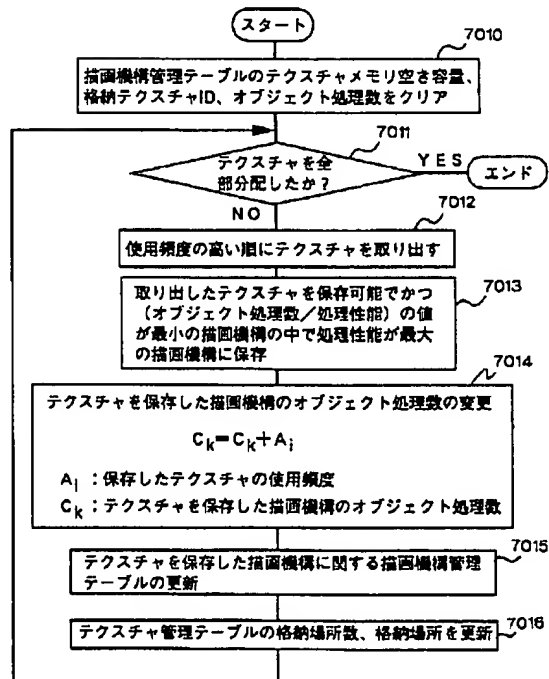 スタート
7010
描画機構管理テーブルのテクスチャメモリ空き容量、
格納テクスチャID、オブジェクト処理数をクリア
7011
テクスチャを全
部分配したか?
YES
エンド
NO
7012
使用頻度の高い順にテクスチャを取り出す
7013
取り出したテクスチャを保存可能でかつ
(オブジェクト処理数/処理性能)の値
が最小の描画機構の中で処理性能が最大
の描画機構に保存
7014
テクスチャを保存した描画機構のオブジェクト処理数の変更
Ck=Ck+Ai
Ai:保存したテクスチャの使用頻度
Ck:テクスチャを保存した描画機構のオブジェクト処理数
7015
テクスチャを保存した描画機構に関する描画機構管理
テーブルの更新
7016
テクスチャ管理テーブルの格納場所数、格納場所を更新